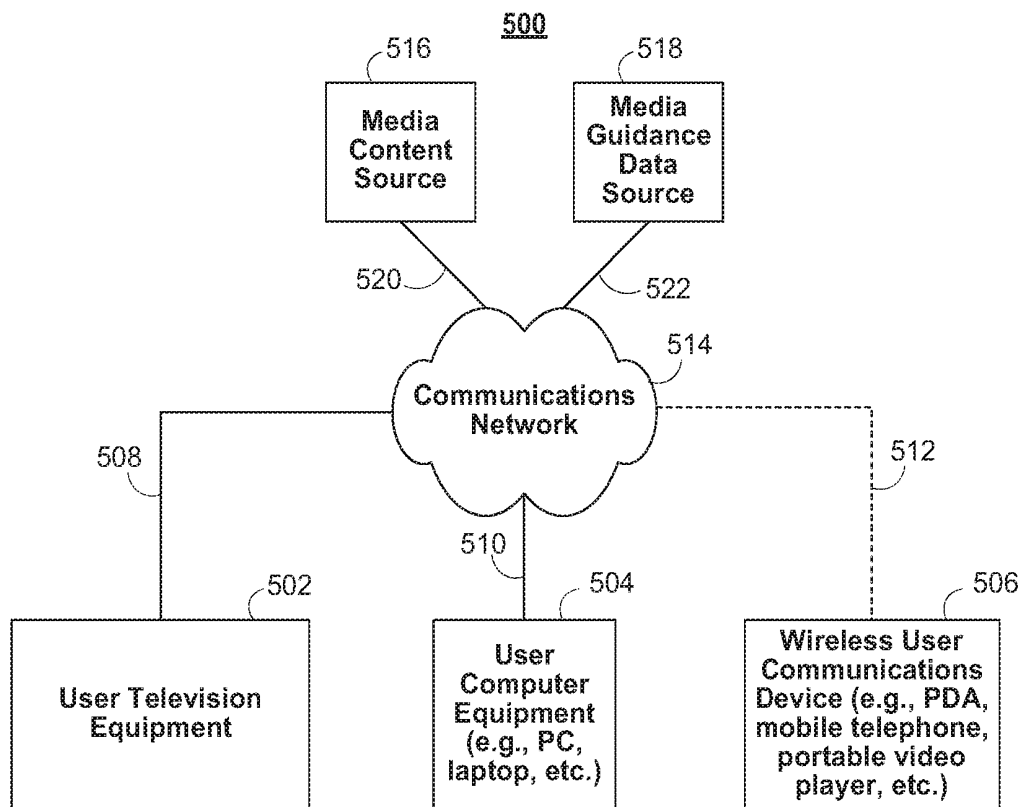 500
516
518
Media
Content
Source
Media
Guidance
Data
Source
520
522
514
Communications
Network
508
512
510
502
504
506
User Television
Equipment
User
Computer
Equipment
(e.g., PC,
laptop, etc.)
Wireless User
Communications
Device (e.g., PDA,
mobile telephone,
portable video
player, etc.)